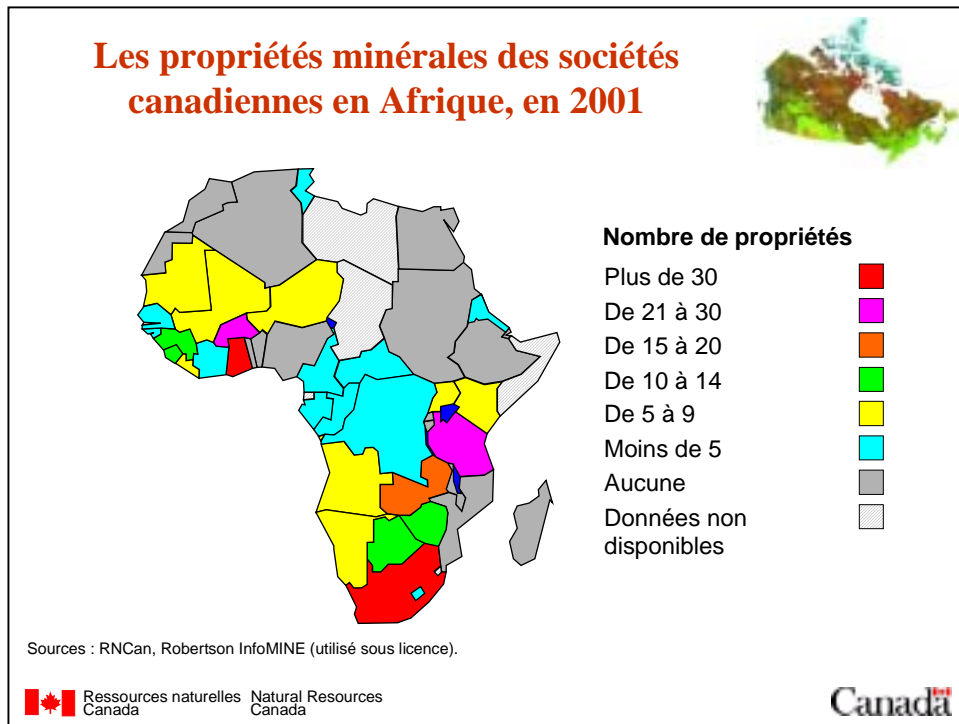 Les propriétés minérales des sociétés
canadiennes en Afrique, en 2001
Nombre de propriétés
Plus de 30
De 21 à 30
De 15 à 20
De 10 à 14
De 5 à 9
Moins de 5
Aucune
Données non
disponibles
Sources : RNCan, Robertson InfoMINE (utilisé sous licence).
Ressources naturelles Natural Resources
Canada Canada
Canada